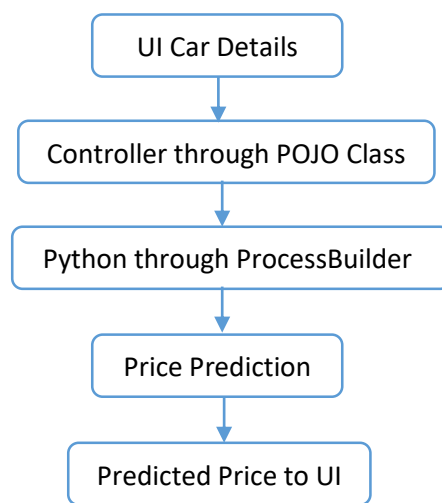 UI Car Details
Controller through POJO Class
Python through ProcessBuilder
Price Prediction
Predicted Price to UI